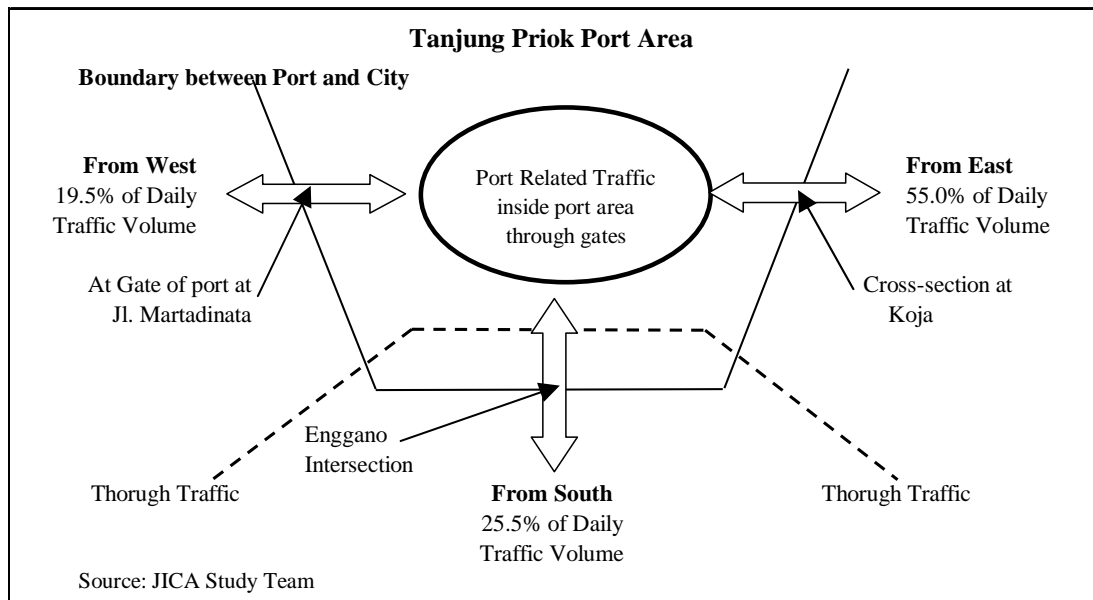 Tanjung Priok Port Area
Boundary between Port and City
From West
19.5% of Daily
Traffic Volume
Port Related Traffic
inside port area
through gates
From East
55.0% of Daily
Traffic Volume
At Gate of port at
Jl. Martadinata
Cross-section at
Koja
Enggano
Intersection
Thorugh Traffic
From South
25.5% of Daily
Traffic Volume
Thorugh Traffic
Source: JICA Study Team